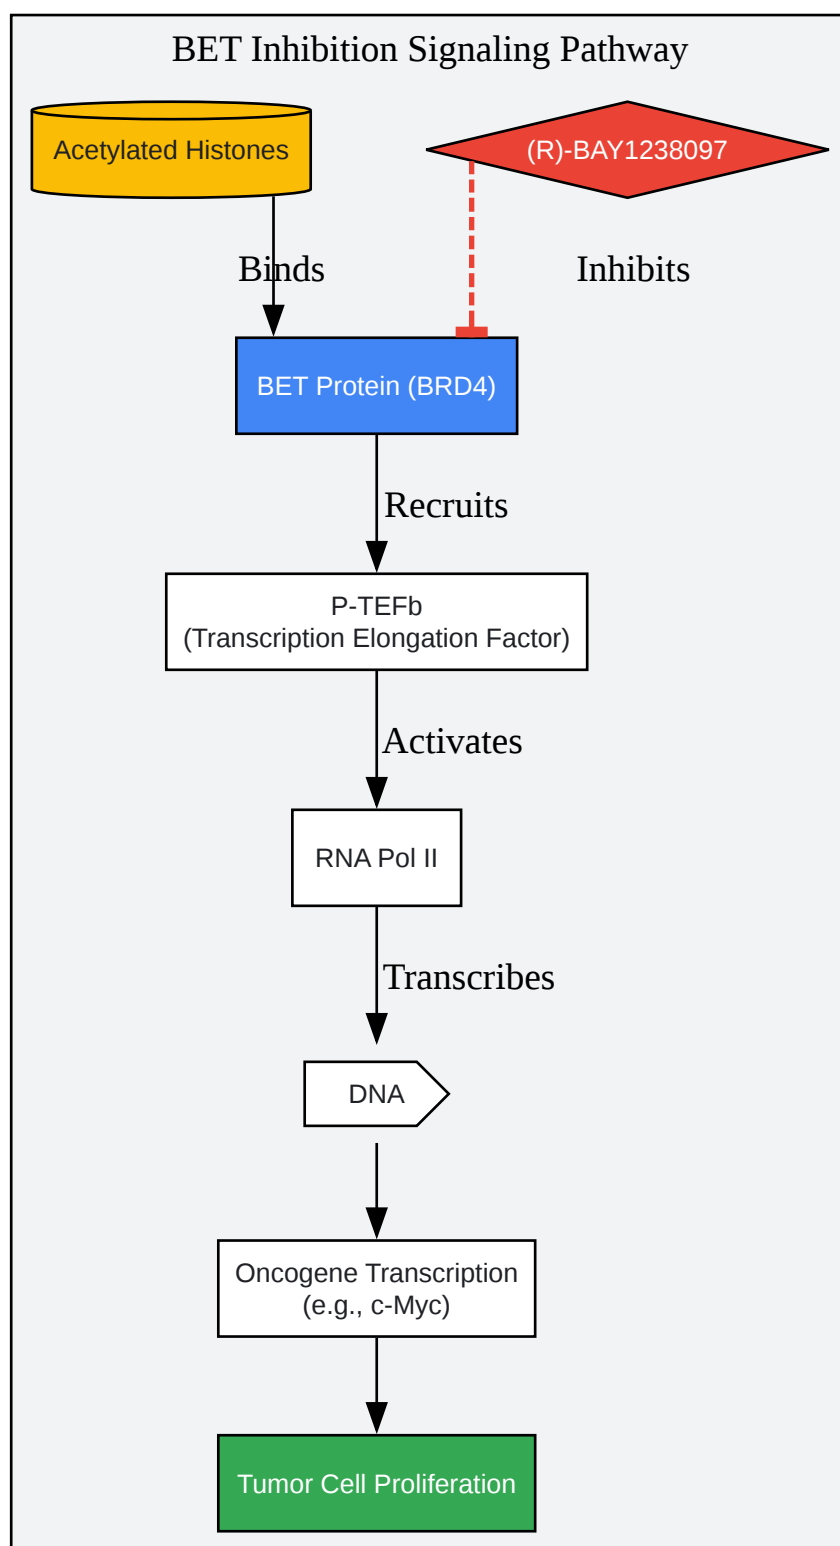 BET Inhibition Signaling Pathway
Acetylated Histones
(R)-BAY1238097
Binds
Inhibits
BET Protein (BRD4)
Recruits
P-TEFb
(Transcription Elongation Factor)
Activates
RNA Pol II
Transcribes
DNA
Oncogene Transcription
(e.g., c-Myc)
Tumor Cell Proliferation